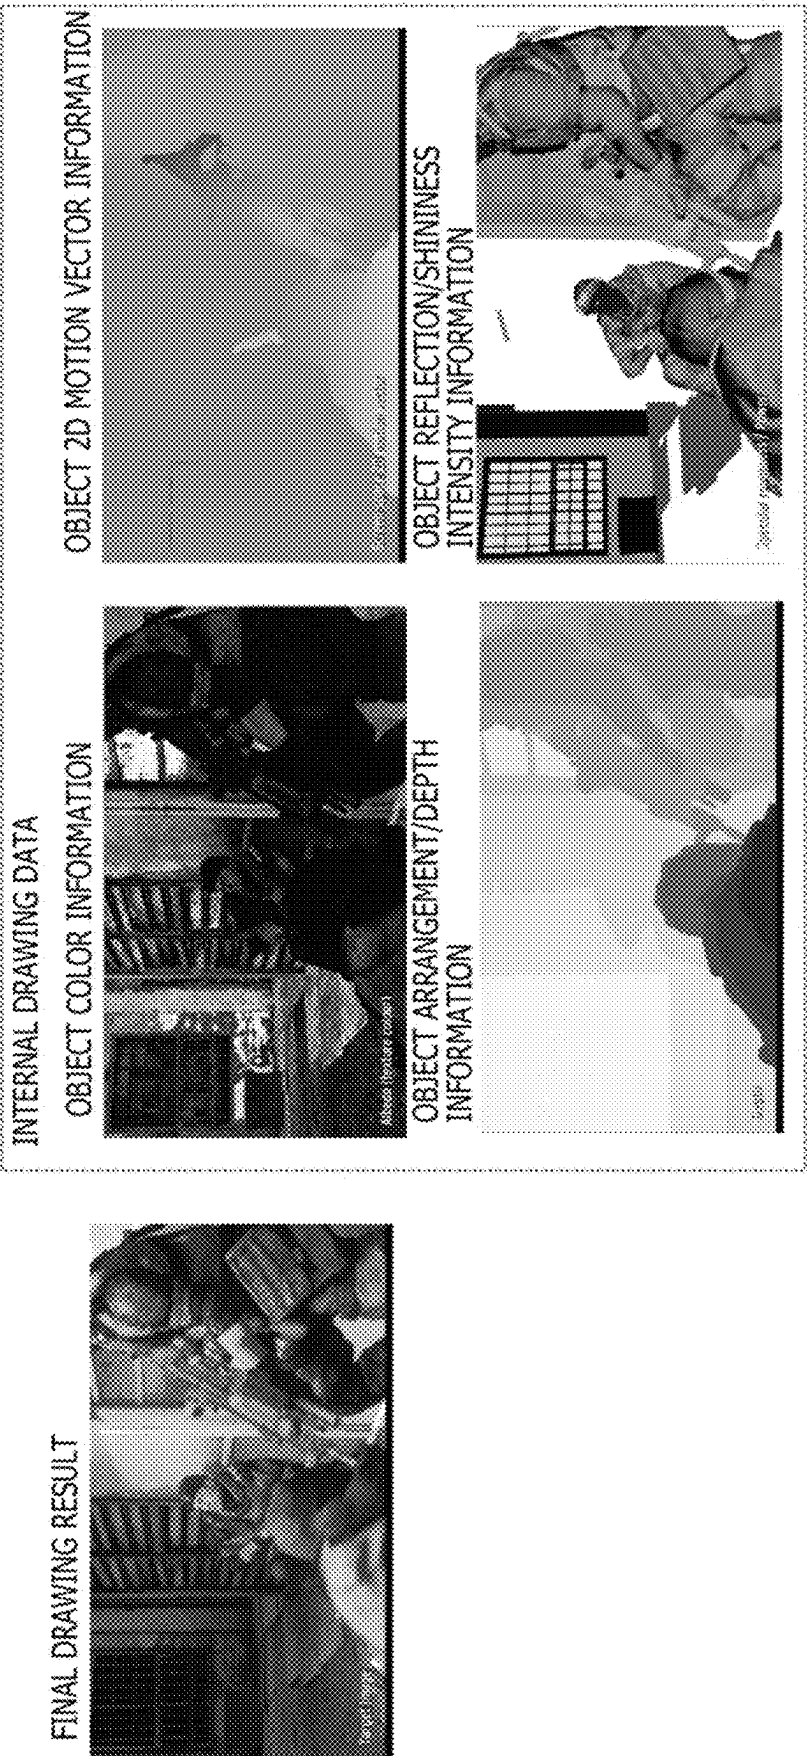 FINAL DRAWING RESULT
INTERNAL DRAWING DATA
OBJECT COLOR INFORMATION
OBJECT 2D MOTION VECTOR INFORMATION
OBJECT ARRANGEMENT/DEPTH
INFORMATION
OBJECT REFLECTION/SHININESS
INTENSITY INFORMATION